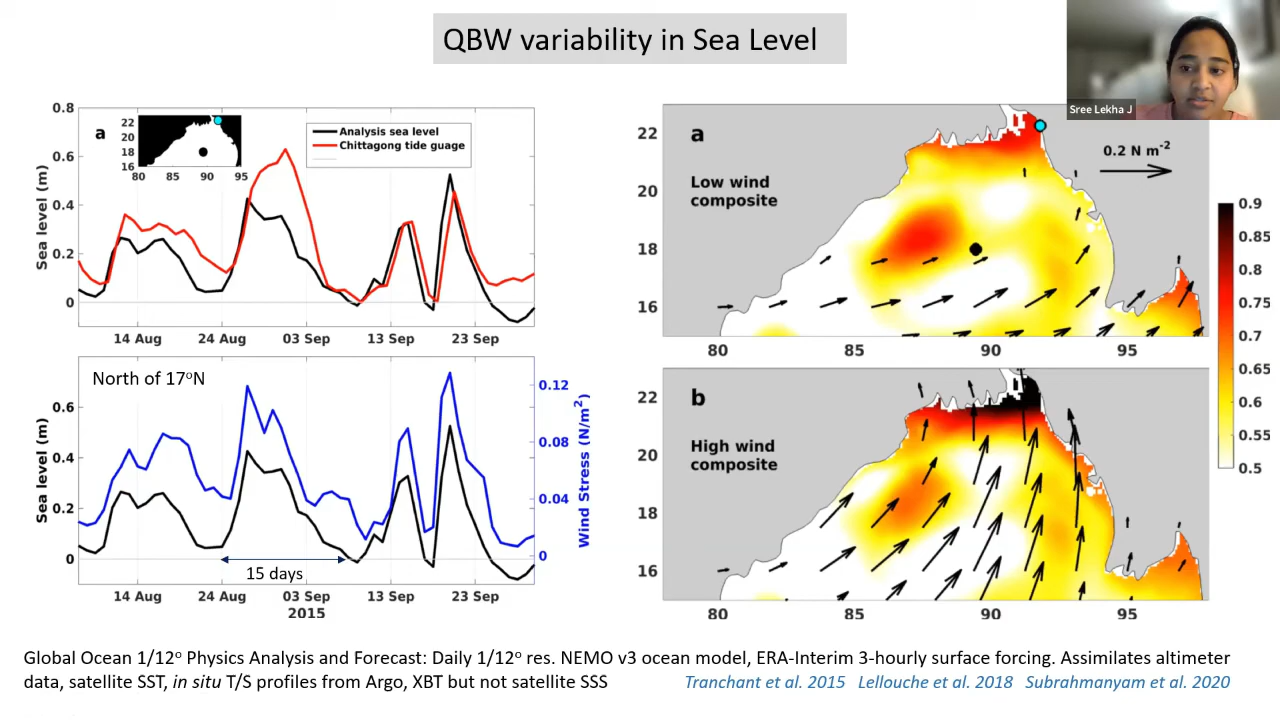 QBW variability in Sea Level
Sree Lekha J
a
Analysis sea level
Chittagong tide guage
22
20
18
16
80 85 90 95
Sea level (m)
0.8
0.6
0.4
0.2
0
14 Aug 24 Aug 03 Sep 13 Sep 23 Sep
North of 17°N
Sea level (m)
0.6
0.4
0.2
0
0.12
0.08
0.04
0
Wind Stress (N/m²)
15 days
14 Aug 24 Aug 03 Sep 13 Sep 23 Sep
2015
a
Low wind
composite
0.2 N m⁻²
22
20
18
16
80 85 90 95
b
High wind
composite
22
20
18
16
80 85 90 95
0.9
0.85
0.8
0.75
0.7
0.65
0.6
0.55
0.5
Global Ocean 1/12° Physics Analysis and Forecast: Daily 1/12° res. NEMO v3 ocean model, ERA-Interim 3-hourly surface forcing. Assimilates altimeter
data, satellite SST, in situ T/S profiles from Argo, XBT but not satellite SSS
Tranchant et al. 2015 Lellouche et al. 2018 Subrahmanyam et al. 2020